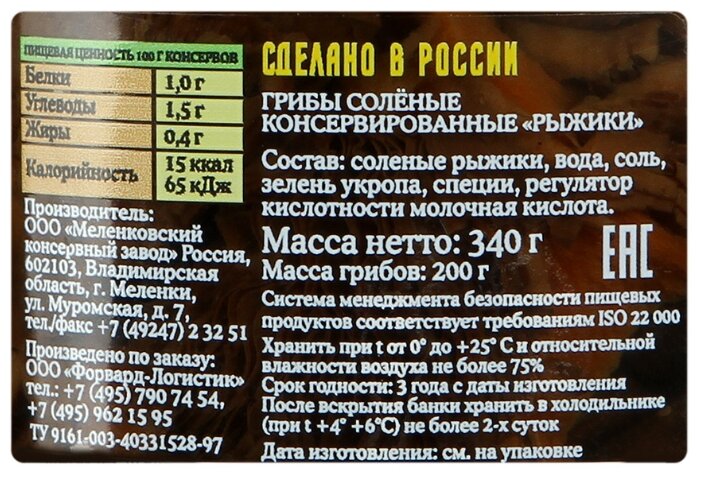 ПИЩЕВАЯ ЦЕННОСТЬ 100 Г КОНСЕРВОВ
Белки 1,0 г
Углеводы 1,5 г
Жиры 0,4 г
Калорийность 15 ккал
65 кДж
Производитель:
ООО «Меленковский
консервный завод» Россия,
602103, Владимирская
область, г. Меленки,
ул. Муромская, д. 7,
тел./факс +7 (49247) 2 32 51
Произведено по заказу:
ООО «Форвард-Логистик»
тел.: +7 (495) 790 74 54,
+7 (495) 962 15 95
ТУ 9161-003-40331528-97
СДЕЛАНО В РОССИИ
ГРИБЫ СОЛЁНЫЕ
КОНСЕРВИРОВАННЫЕ «РЫЖИКИ»
Состав: соленые рыжики, вода, соль,
зелень укропа, специи, регулятор
кислотности молочная кислота.
Масса нетто: 340 г
Масса грибов: 200 г
EAC
Система менеджмента безопасности пищевых
продуктов соответствует требованиям ISO 22 000
Хранить при t от 0° до +25° С и относительной
влажности воздуха не более 75%
Срок годности: 3 года с даты изготовления
После вскрытия банки хранить в холодильнике
(при t +4° +6°С) не более 2-х суток
Дата изготовления: см. на упаковке